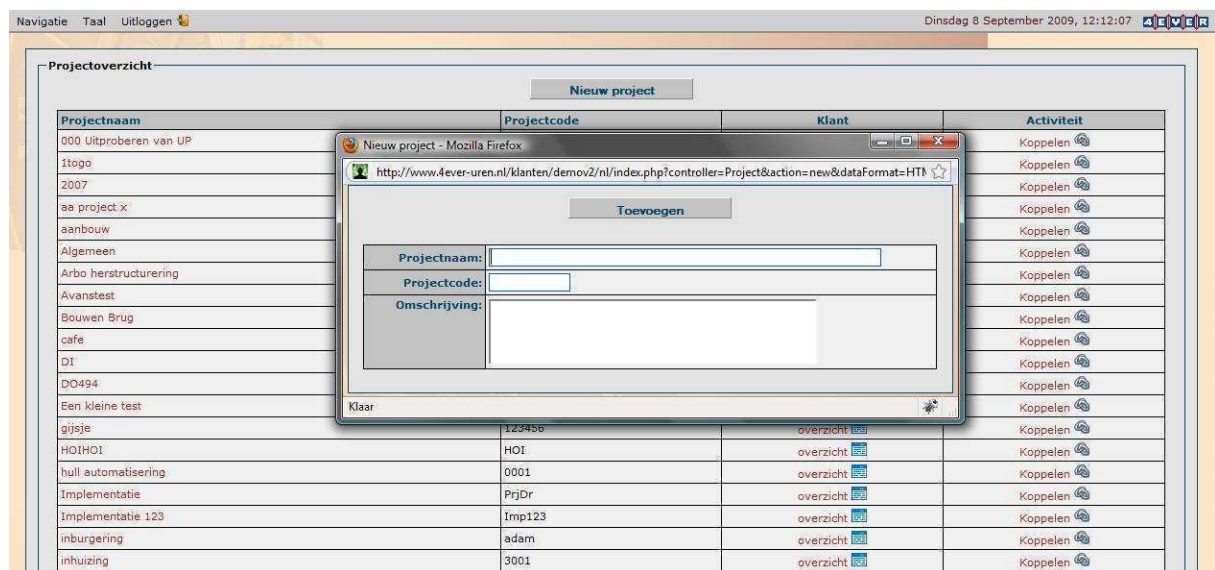 Navigatie Taal Uitloggen Dinsdag 8 September 2009, 12:12:07 4EVER
Projectoverzicht
Nieuw project
Projectnaam Projectcode Klant Activiteit
000 Uitproberen van UP Koppelen
1togo Koppelen
2007 Koppelen
aa project x Koppelen
aanbouw Koppelen
Algemeen Koppelen
Arbo herstructurering Koppelen
Avanstest Koppelen
Bouwen Brug Koppelen
cafe Koppelen
DI Koppelen
DO494 Koppelen
Een kleine test Koppelen
gijsje 123456 overzicht Koppelen
HOIHOI HOI overzicht Koppelen
hull automatisering 0001 overzicht Koppelen
Implementatie PrjDr overzicht Koppelen
Implementatie 123 Imp123 overzicht Koppelen
inburgering adam overzicht Koppelen
inhuizing 3001 overzicht Koppelen
Nieuw project - Mozilla Firefox
http://www.4ever-uren.nl/klanten/demov2/nl/index.php?controller=Project&action=new&dataFormat=HTM
Toevoegen
Projectnaam:
Projectcode:
Omschrijving:
Klaar